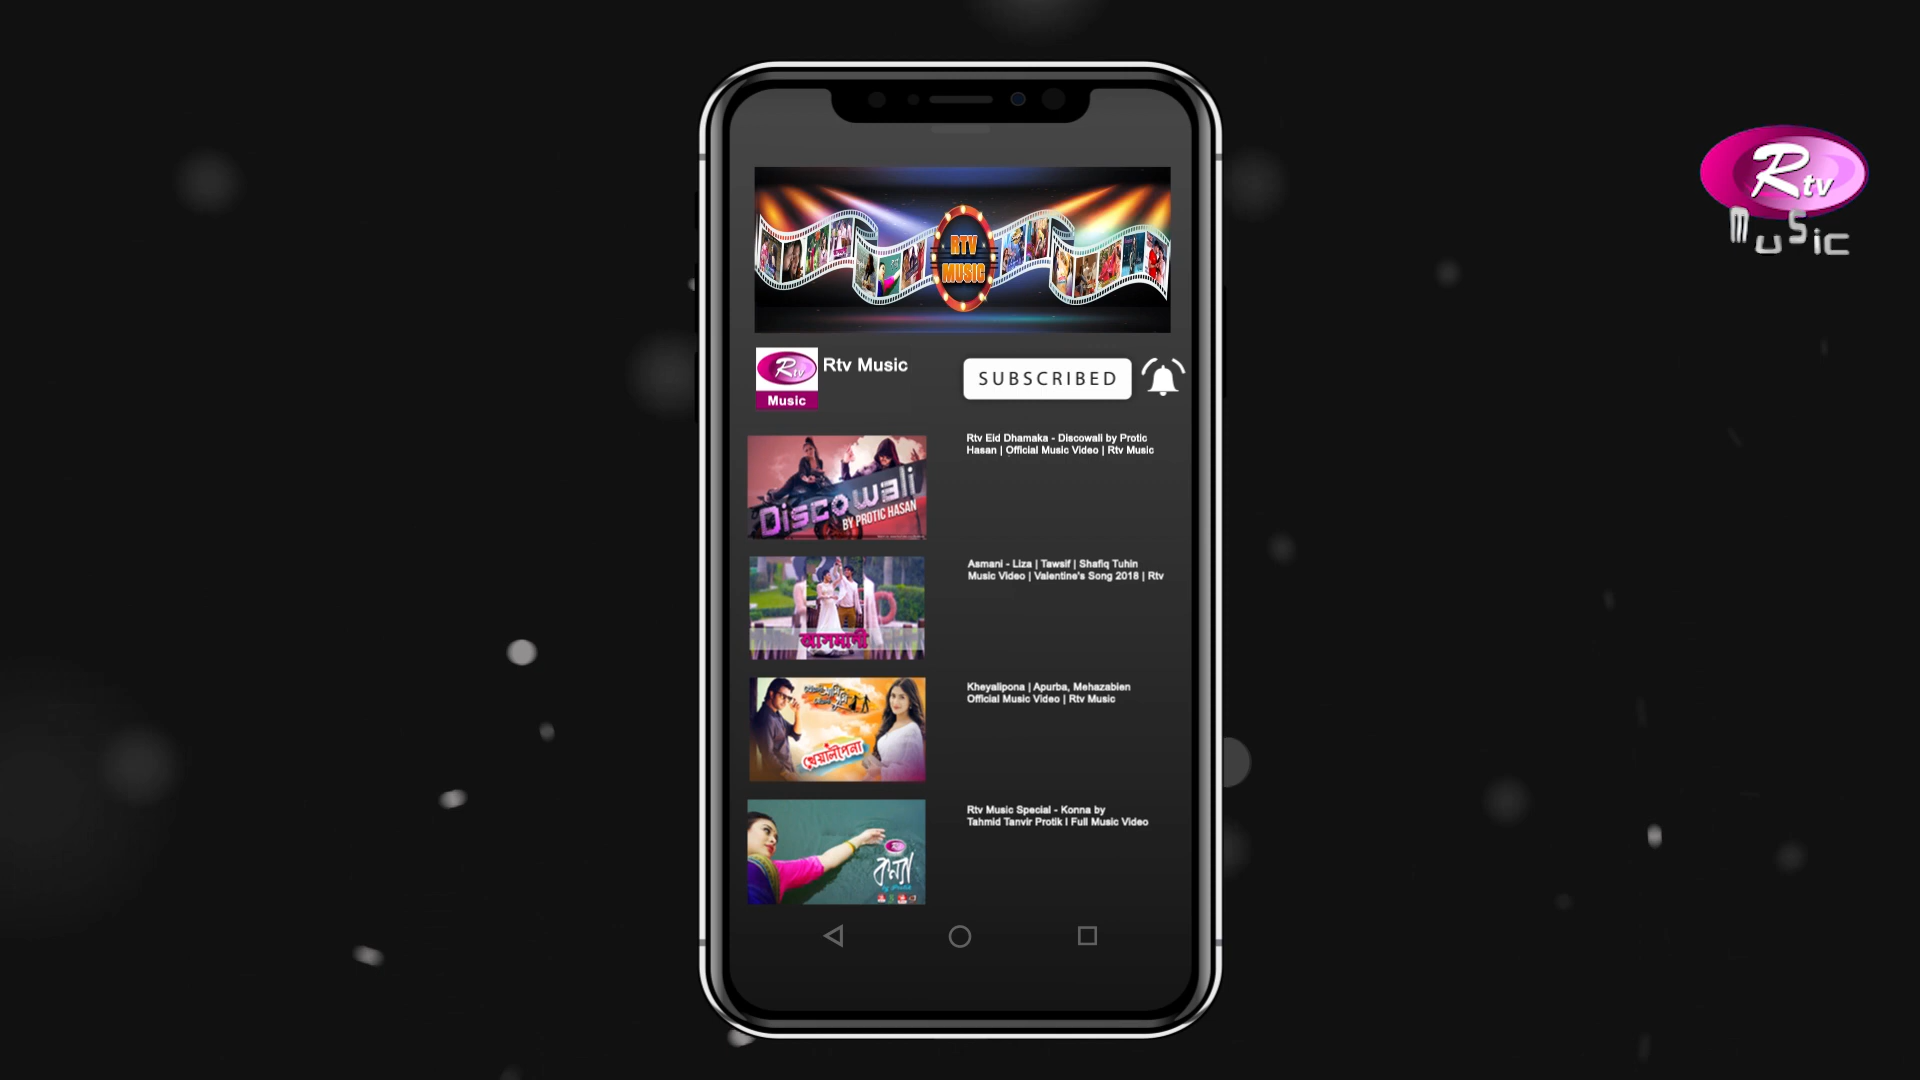 RTV
MUSIC
Rtv
Music
Rtv
Music
Rtv Music
SUBSCRIBED
Discowali
BY PROTIC HASAN
Rtv Eid Dhamaka - Discowali by Protic
Hasan | Official Music Video | Rtv Music
আসমানী
Asmani - Liza | Tawsif | Shafiq Tuhin
Music Video | Valentine's Song 2018 | Rtv
খেয়ালীপনা
Kheyalipona | Apurba, Mehazabien
Official Music Video | Rtv Music
কন্যা
Rtv Music Special - Konna by
Tahmid Tanvir Protik I Full Music Video